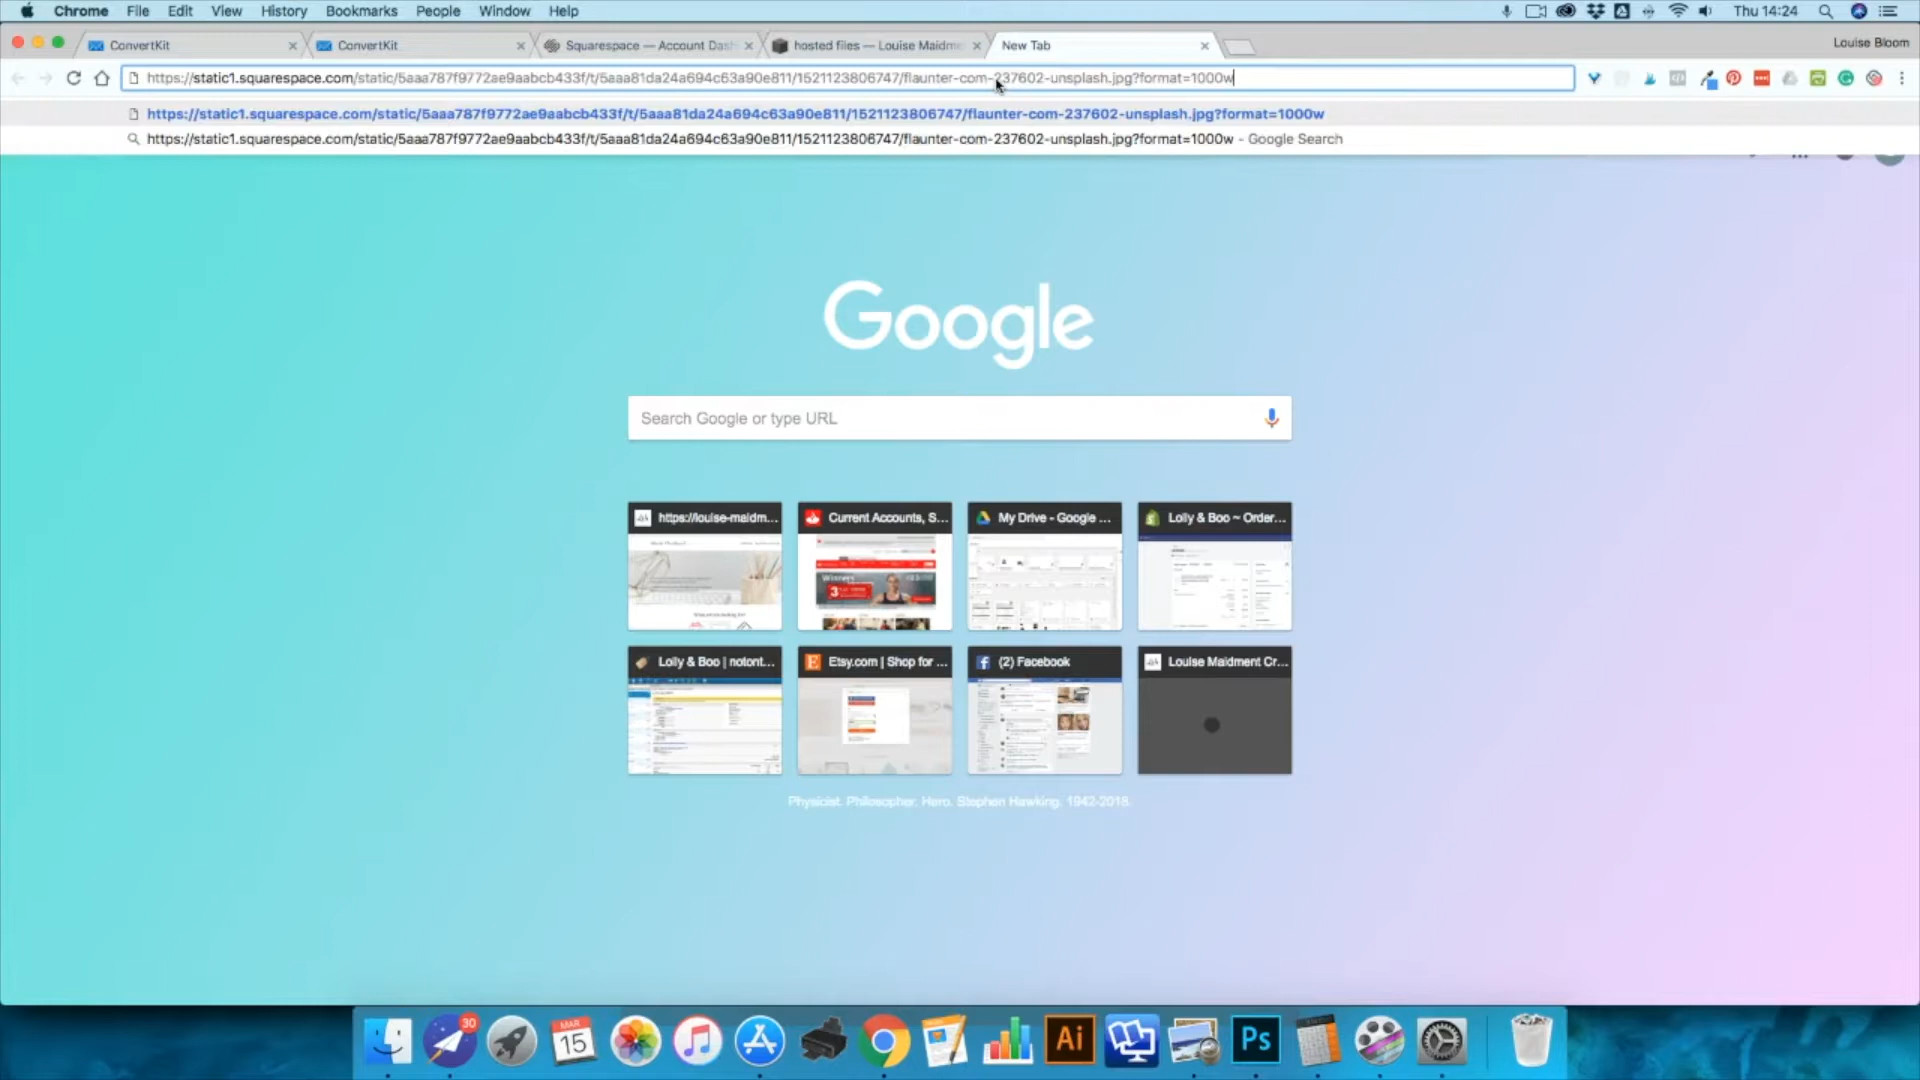 Chrome File Edit View History Bookmarks People Window Help Thu 14:24
ConvertKit ConvertKit Squarespace — Account Dash hosted files — Louise Maidme New Tab Louise Bloom
https://static1.squarespace.com/static/5aaa787f9772ae9aabcb433f/t/5aaa81da24a694c63a90e811/1521123806747/flaunter-com-237602-unsplash.jpg?format=1000w
https://static1.squarespace.com/static/5aaa787f9772ae9aabcb433f/t/5aaa81da24a694c63a90e811/1521123806747/flaunter-com-237602-unsplash.jpg?format=1000w
https://static1.squarespace.com/static/5aaa787f9772ae9aabcb433f/t/5aaa81da24a694c63a90e811/1521123806747/flaunter-com-237602-unsplash.jpg?format=1000w - Google Search
Google
Search Google or type URL
https://louise-maidm... Current Accounts, S... My Drive - Google ... Lolly & Boo ~ Order...
Winners
3
Lolly & Boo | notont... Etsy.com | Shop for ... (2) Facebook Louise Maidment Cr...
Physicist. Philosopher. Hero. Stephen Hawking. 1942-2018.
30
MAR
15
Ai
Ps